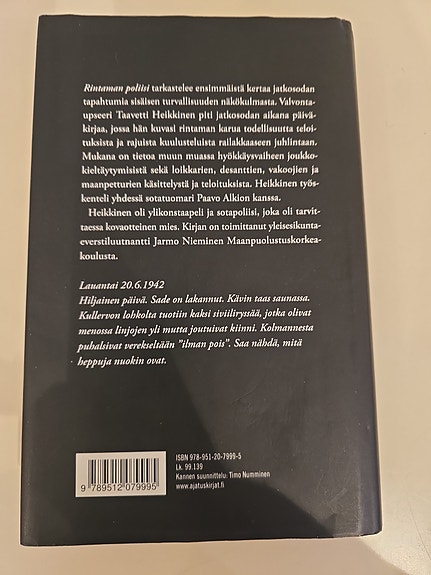 Rintaman poliisi tarkastelee ensimmäistä kertaa jatkosodan
tapahtumia sisäisen turvallisuuden näkökulmasta. Valvonta-
upseeri Taavetti Heikkinen piti jatkosodan aikana päivä-
kirjaa, jossa hän kuvasi rintaman karua todellisuutta teloi-
tuksista ja rajuista kuulusteluista railakkaaseen juhlintaan.
Mukana on tietoa muun muassa hyökkäysvaiheen joukko-
kieltäytymisistä sekä loikkarien, desanttien, vakoojien ja
maanpetturien käsittelystä ja teloituksista. Heikkinen työs-
kenteli yhdessä sotatuomari Paavo Alkion kanssa.
Heikkinen oli ylikonstaapeli ja sotapoliisi, joka oli tarvit-
taessa kovaotteinen mies. Kirjan on toimittanut yleisesikunta-
everstiluutnantti Jarmo Nieminen Maanpuolustuskorkea-
koulusta.
Lauantai 20.6.1942
Hiljainen päivä. Sade on lakannut. Kävin taas saunassa.
Kullervon lohkolta tuotiin kaksi siviiliryssää, jotka olivat
menossa linjojen yli mutta joutuivat kiinni. Kolmannesta
puhalsivat verekseltään "ilman pois". Saa nähdä, mitä
heppuja nuokin ovat.
ISBN 978-951-20-7999-5
Lk. 99.139
Kannen suunnittelu: Timo Numminen
www.ajatuskirjat.fi
9 789512 079995